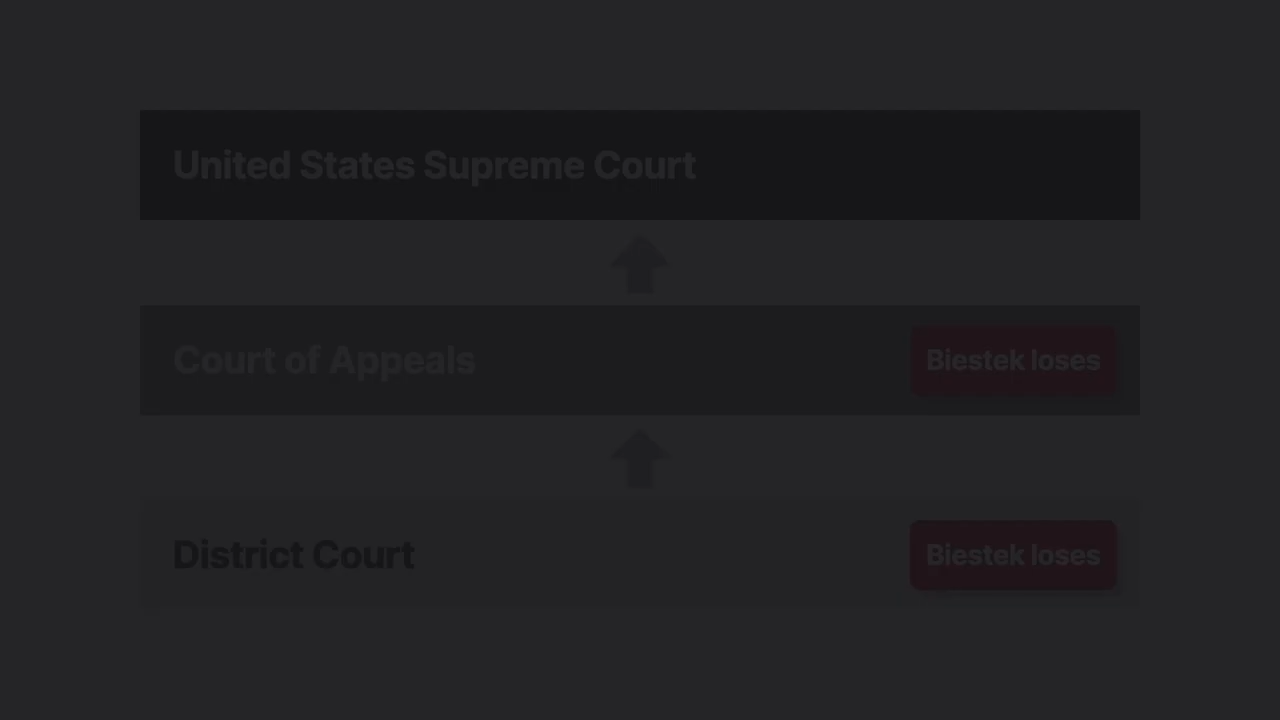 United States Supreme Court
Court of Appeals
Biestek loses
District Court
Biestek loses